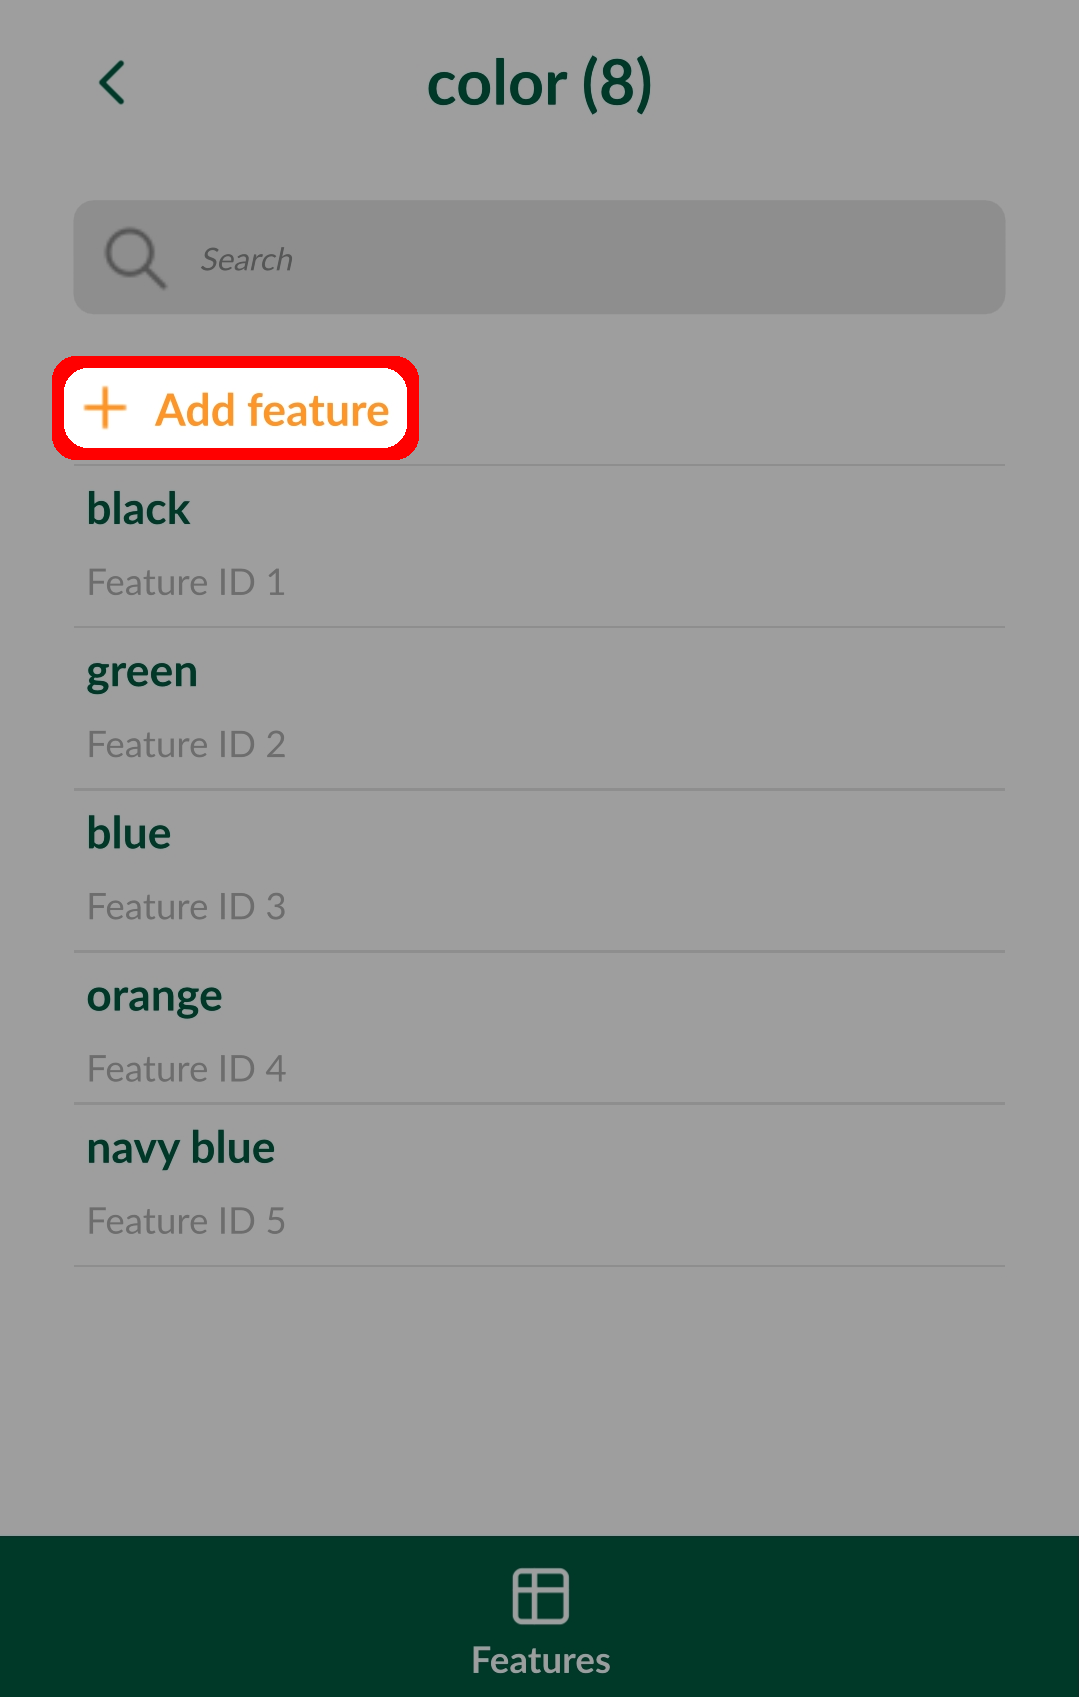 color (8)
Search
Add feature
black
Feature ID 1
green
Feature ID 2
blue
Feature ID 3
orange
Feature ID 4
navy blue
Feature ID 5
Features